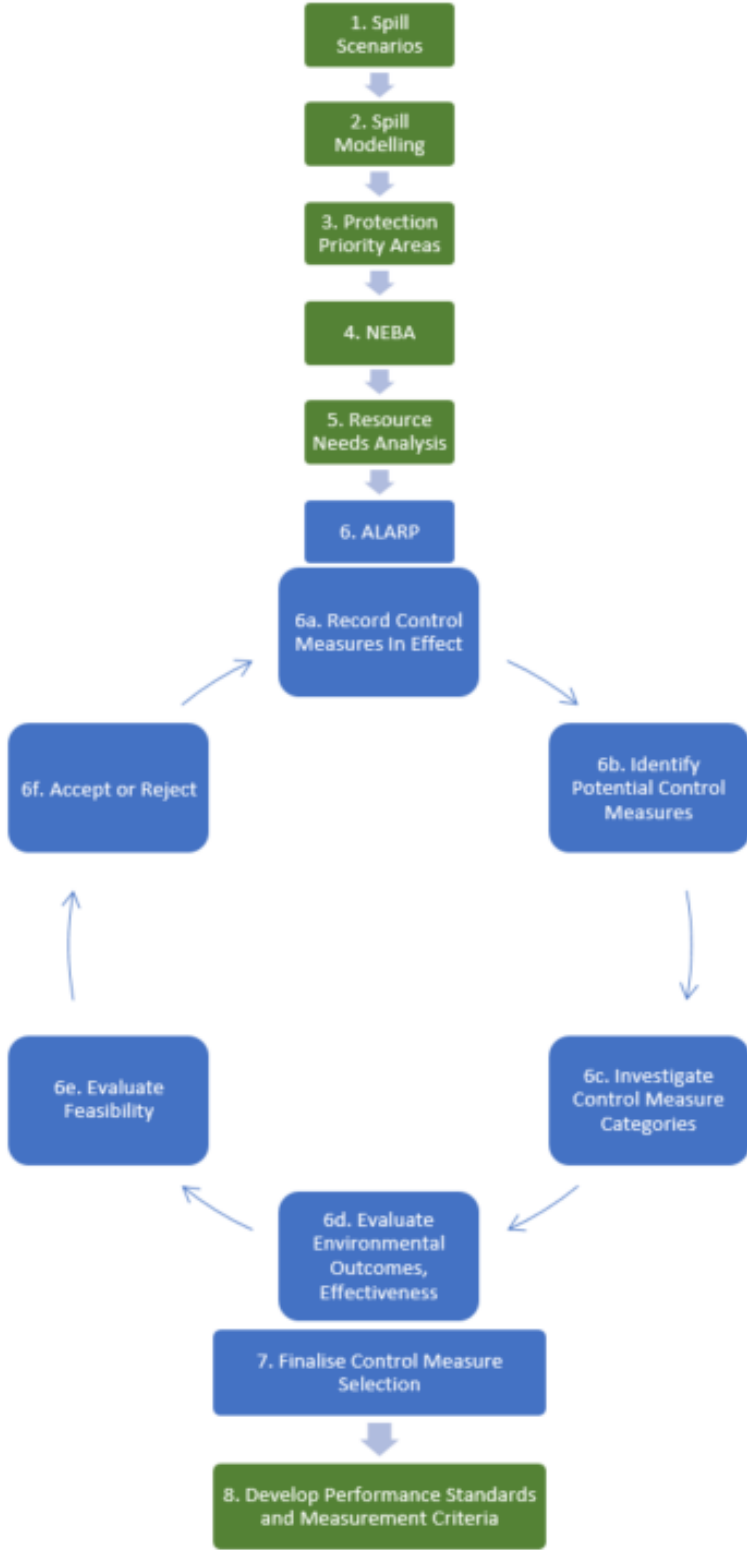 1. Spill
Scenarios
2. Spill
Modelling
3. Protection
Priority Areas
4. NEBA
5. Resource
Needs Analysis
6. ALARP
6a. Record Control
Measures In Effect
6b. Identify
Potential Control
Measures
6c. Investigate
Control Measure
Categories
6d. Evaluate
Environmental
Outcomes,
Effectiveness
6e. Evaluate
Feasibility
6f. Accept or Reject
7. Finalise Control Measure
Selection
8. Develop Performance Standards
and Measurement Criteria